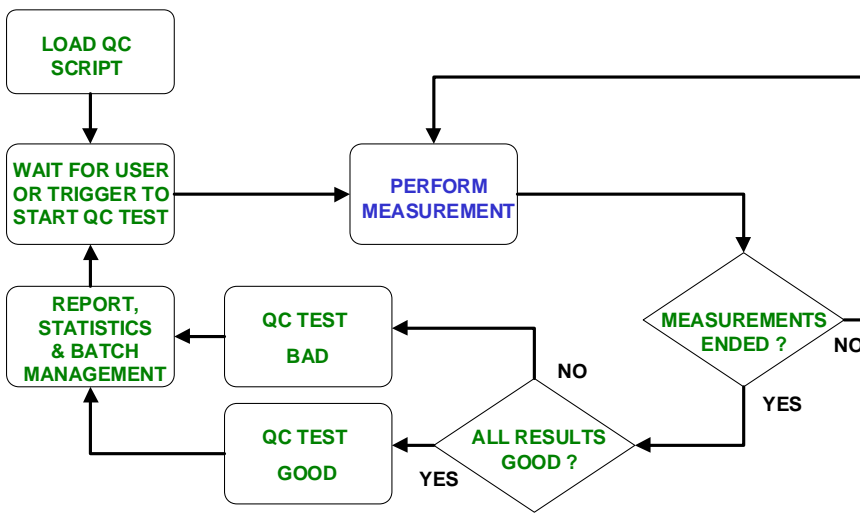 LOAD QC
SCRIPT
WAIT FOR USER
OR TRIGGER TO
START QC TEST
PERFORM
MEASUREMENT
REPORT,
STATISTICS
& BATCH
MANAGEMENT
QC TEST
BAD
MEASUREMENTS
ENDED ?
NO
NO
YES
QC TEST
GOOD
YES
ALL RESULTS
GOOD ?